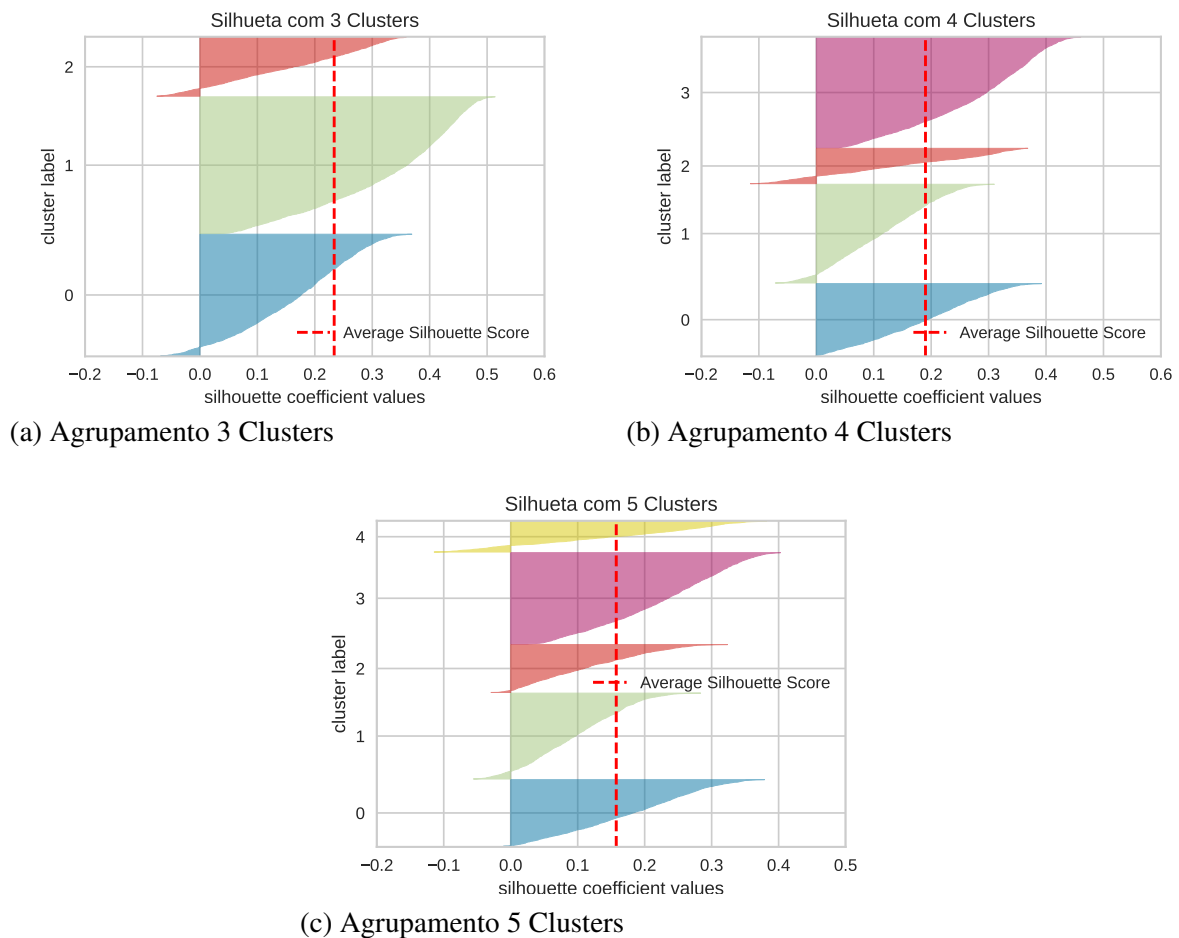 Silhueta com 3 Clusters
2
1
0
cluster label
Average Silhouette Score
−0.2 −0.1 0.0 0.1 0.2 0.3 0.4 0.5 0.6
silhouette coefficient values
(a) Agrupamento 3 Clusters
Silhueta com 4 Clusters
3
2
1
0
cluster label
Average Silhouette Score
−0.2 −0.1 0.0 0.1 0.2 0.3 0.4 0.5 0.6
silhouette coefficient values
(b) Agrupamento 4 Clusters
Silhueta com 5 Clusters
4
3
2
1
0
cluster label
Average Silhouette Score
−0.2 −0.1 0.0 0.1 0.2 0.3 0.4 0.5
silhouette coefficient values
(c) Agrupamento 5 Clusters